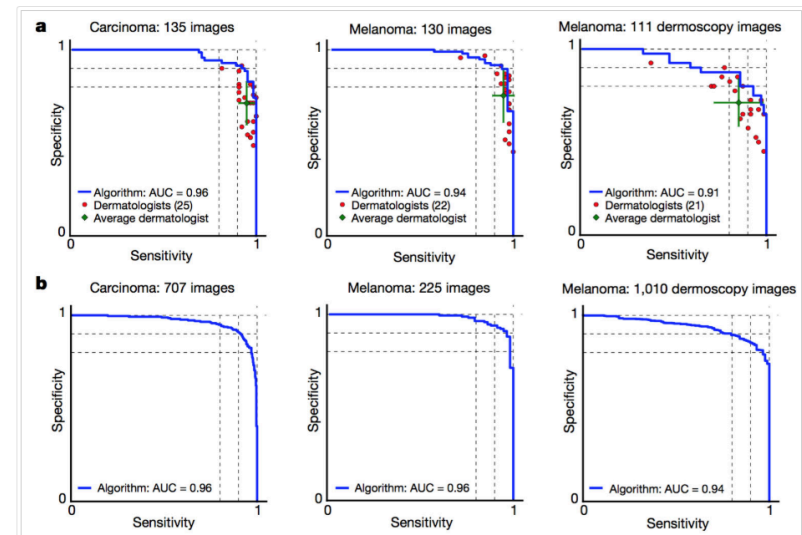 a
Carcinoma: 135 images
1
Specificity
Algorithm: AUC = 0.96
Dermatologists (25)
Average dermatologist
0
0
1
Sensitivity
Melanoma: 130 images
1
Specificity
Algorithm: AUC = 0.94
Dermatologists (22)
Average dermatologist
0
0
1
Sensitivity
Melanoma: 111 dermoscopy images
1
Specificity
Algorithm: AUC = 0.91
Dermatologists (21)
Average dermatologist
0
0
1
Sensitivity
b
Carcinoma: 707 images
1
Specificity
Algorithm: AUC = 0.96
0
0
1
Sensitivity
Melanoma: 225 images
1
Specificity
Algorithm: AUC = 0.96
0
0
1
Sensitivity
Melanoma: 1,010 dermoscopy images
1
Specificity
Algorithm: AUC = 0.94
0
0
1
Sensitivity